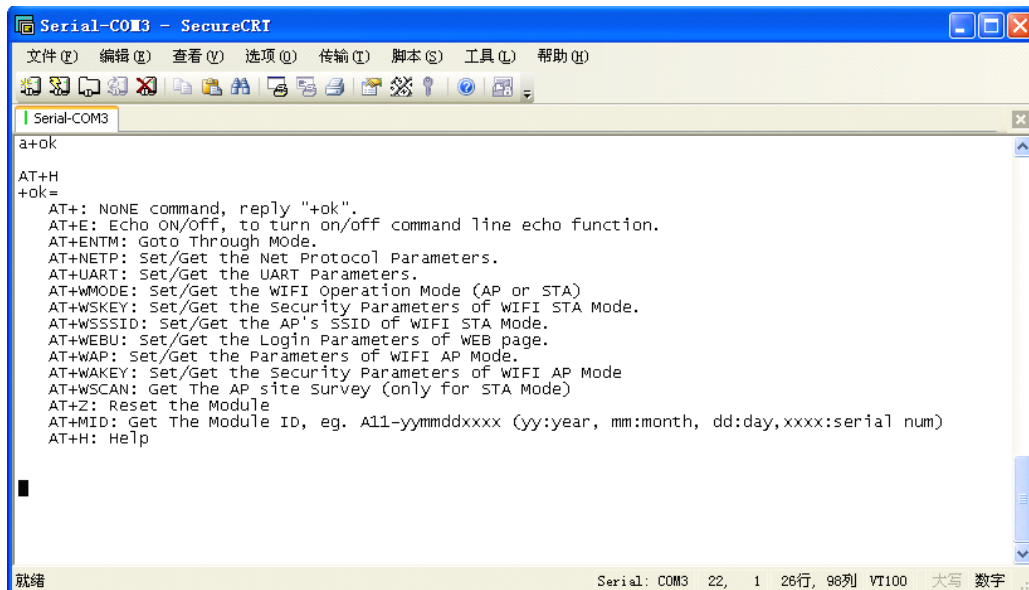 Serial-COM3 - SecureCRT
文件(F) 编辑(E) 查看(V) 选项(O) 传输(T) 脚本(S) 工具(L) 帮助(H)
Serial-COM3
a+ok
AT+H
+ok=
AT+: NONE command, reply "+ok".
AT+E: Echo ON/Off, to turn on/off command line echo function.
AT+ENTM: Goto Through MOde.
AT+NETP: Set/Get the Net Protocol Parameters.
AT+UART: Set/Get the UART Parameters.
AT+WMODE: Set/Get the WIFI Operation Mode (AP or STA)
AT+WSKEY: Set/Get the Security Parameters of WIFI STA Mode.
AT+WSSSID: Set/Get the AP's SSID of WIFI STA Mode.
AT+WEBU: Set/Get the Login Parameters of WEB page.
AT+WAP: Set/Get the Parameters of WIFI AP Mode.
AT+WAKEY: Set/Get the Security Parameters of WIFI AP Mode
AT+WSCAN: Get The AP site Survey (only for STA Mode)
AT+Z: Reset the Module
AT+MID: Get The Module ID, eg. A11-yymmddxxxx (yy:year, mm:month, dd:day,xxxx:serial num)
AT+H: Help
就绪 Serial: COM3 22, 1 26行, 98列 VT100 大写 数字